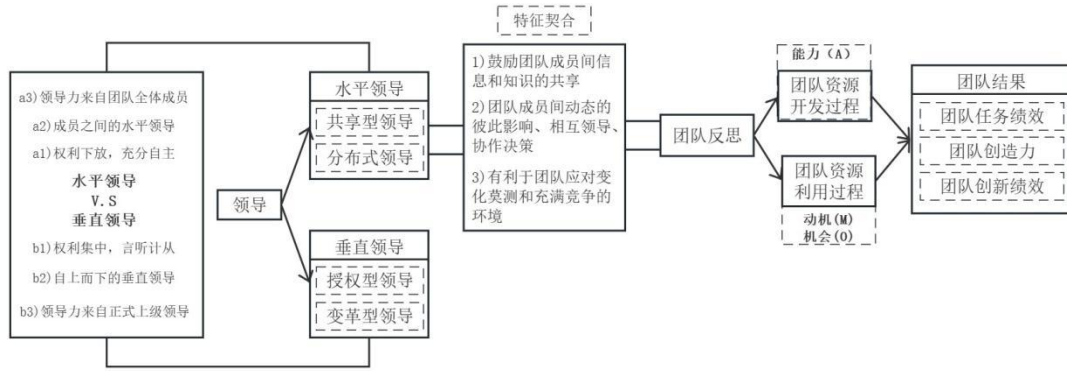 a3)领导力来自团队全体成员
a2)成员之间的水平领导
a1)权利下放，充分自主
水平领导
V.S
垂直领导
b1)权利集中，言听计从
b2)自上而下的垂直领导
b3)领导力来自正式上级领导
领导
水平领导
共享型领导
分布式领导
垂直领导
授权型领导
变革型领导
特征契合
1)鼓励团队成员间信
息和知识的共享
2)团队成员间动态的
彼此影响、相互领导、
协作决策
3)有利于团队应对变
化莫测和充满竞争的
环境
团队反思
能力（A）
团队资源
开发过程
团队资源
利用过程
动机(M)
机会(O)
团队结果
团队任务绩效
团队创造力
团队创新绩效